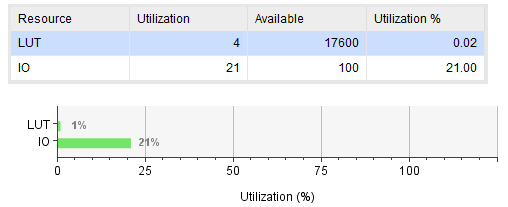 Resource Utilization Available Utilization %
LUT 4 17600 0.02
IO 21 100 21.00
LUT 1%
IO 21%
0 25 50 75 100
Utilization (%)